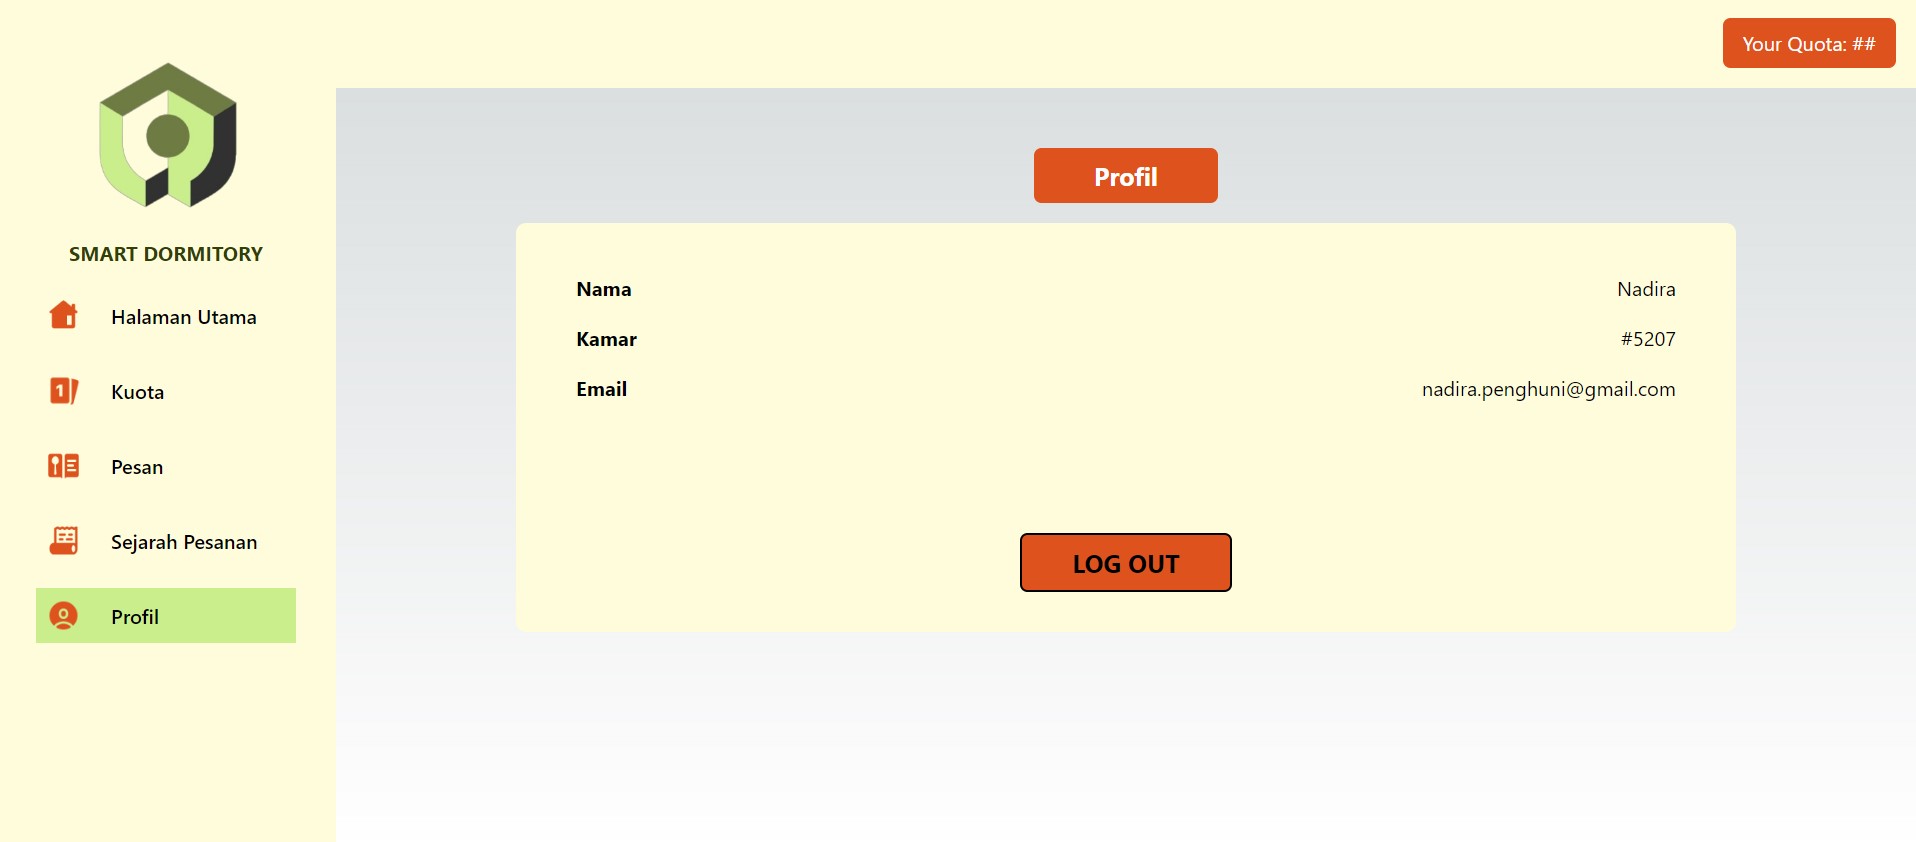 Your Quota: ##
SMART DORMITORY
Halaman Utama
Kuota
1
Pesan
Sejarah Pesanan
Profil
Profil
Nama Nadira
Kamar #5207
Email nadira.penghuni@gmail.com
LOG OUT